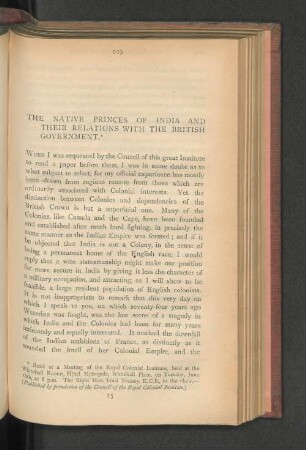 209
THE NATIVE PRINCES OF INDIA AND
THEIR RELATIONS WITH THE BRITISH
GOVERNMENT.*
WHEN I was requested by the Council of this great Institute
to read a paper before them, I was in some doubt as to
what subject to select, for my official experience has mostly
been drawn from regions remote from those which are
ordinarily associated with Colonial interests. Yet the
distinction between Colonies and dependencies of the
British Crown is but a superficial one. Many of the
Colonies, like Canada and the Cape, have been founded
and established after much hard fighting, in precisely the
same manner as the Indian Empire was formed; and if it
be objected that India is not a Colony, in the sense of
being a permanent home of the English race, I would
reply that a wise statesmanship might make our position
far more secure in India by giving it less the character of
a military occupation, and attracting, as I will show to be
feasible, a large resident population of English colonists.
It is not inappropriate to remark that this very day on
which I speak to you, on which seventy-four years ago
Waterloo was fought, was the last scene of a tragedy in
which India and the Colonies had been for many years
intimately and equally interested. It marked the downfall
of the Indian ambitions of France, as distinctly as it
sounded the knell of her Colonial Empire, and the
* Read at a Meeting of the Royal Colonial Institute, held at the
Whitehall Rooms, Hôtel Métropole, Whitehall Place, on Tuesday, June
18th, at 8 p.m. The Right Hon. Lord Brassey, K.C.B., in the chair.—
(Published by permission of the Council of the Royal Colonial Institute.)
15